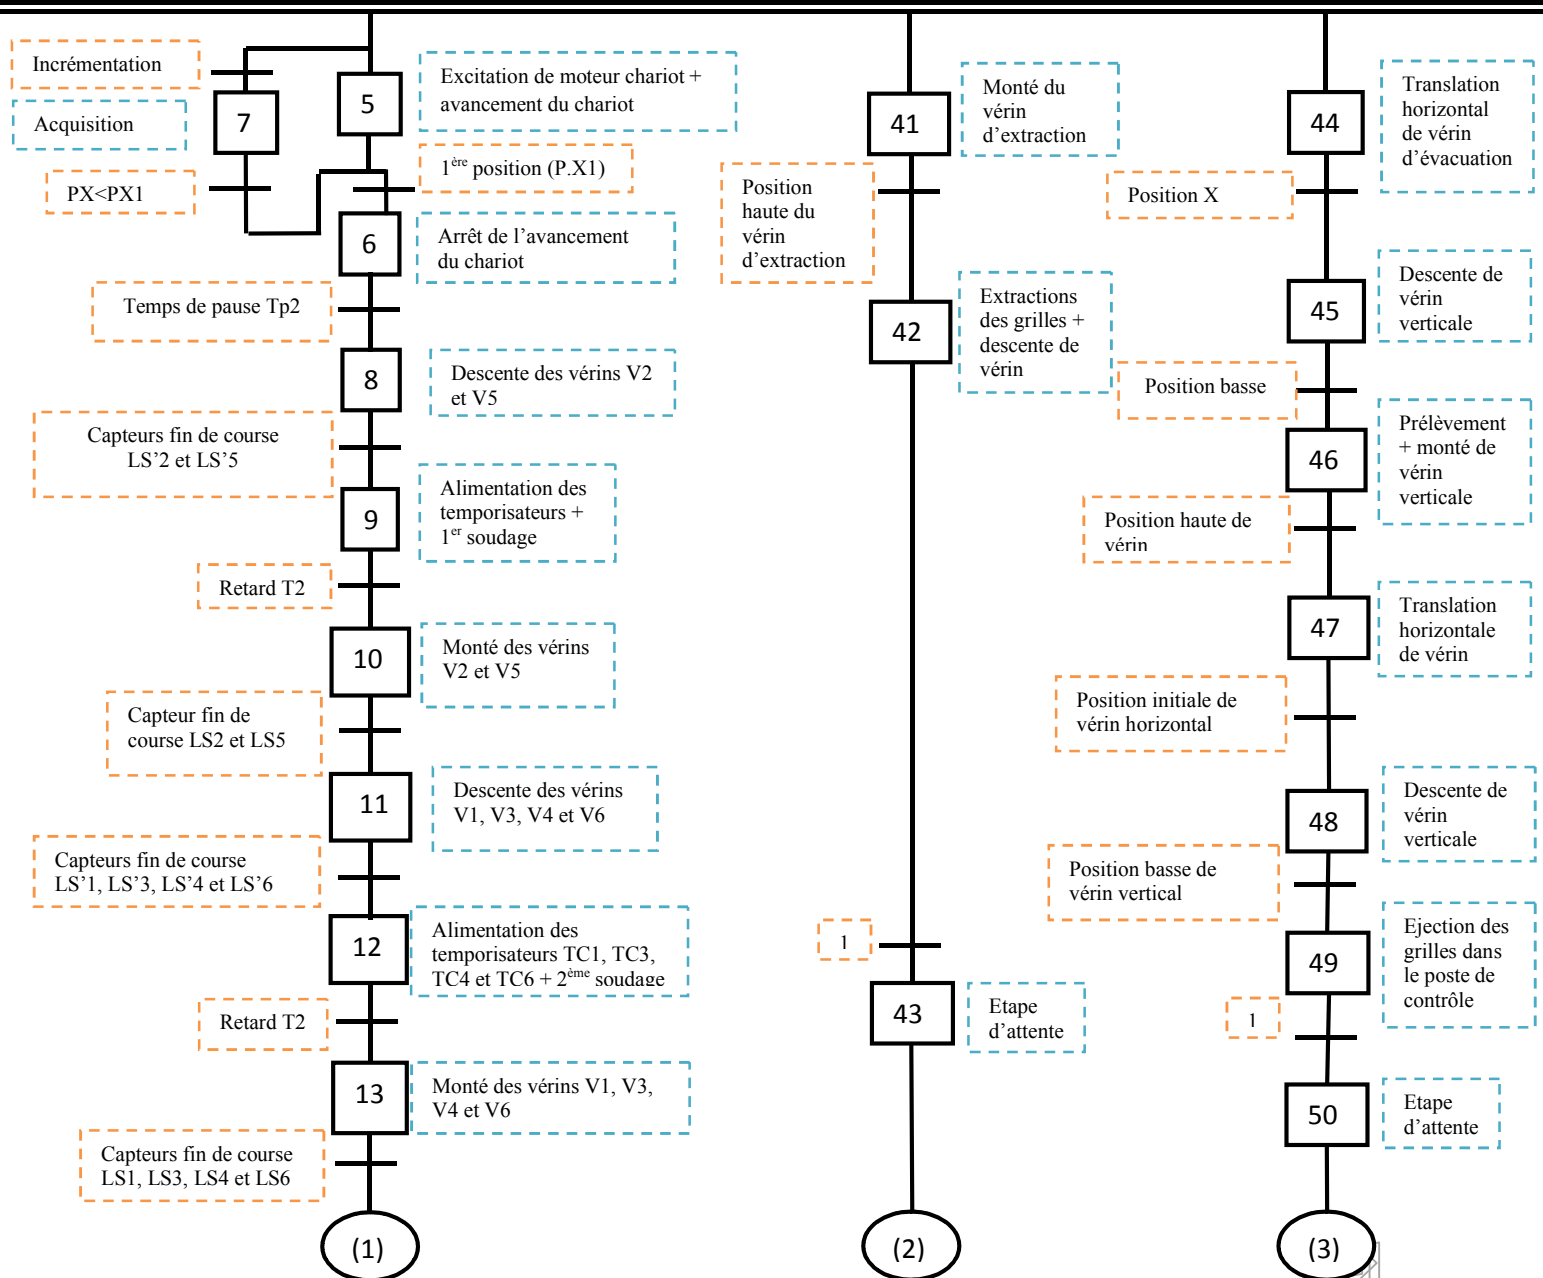 Incrémentation
Acquisition
7
PX<PX1
5
Excitation de moteur chariot +
avancement du chariot
1ère position (P.X1)
6
Arrêt de l’avancement
du chariot
Temps de pause Tp2
8
Descente des vérins V2
et V5
Capteurs fin de course
LS’2 et LS’5
9
Alimentation des
temporisateurs +
1er soudage
Retard T2
10
Monté des vérins
V2 et V5
Capteur fin de
course LS2 et LS5
11
Descente des vérins
V1, V3, V4 et V6
Capteurs fin de course
LS’1, LS’3, LS’4 et LS’6
12
Alimentation des
temporisateurs TC1, TC3,
TC4 et TC6 + 2ème soudage
Retard T2
13
Monté des vérins V1, V3,
V4 et V6
Capteurs fin de course
LS1, LS3, LS4 et LS6
(1)
41
Monté du
vérin
d’extraction
Position
haute du
vérin
d’extraction
42
Extractions
des grilles +
descente de
vérin
1
43
Etape
d’attente
(2)
44
Translation
horizontal
de vérin
d’évacuation
Position X
45
Descente de
vérin
verticale
Position basse
46
Prélèvement
+ monté de
vérin
verticale
Position haute de
vérin
47
Translation
horizontale
de vérin
Position initiale de
vérin horizontal
48
Descente de
vérin
verticale
Position basse de
vérin vertical
49
Ejection des
grilles dans
le poste de
contrôle
1
50
Etape
d’attente
(3)